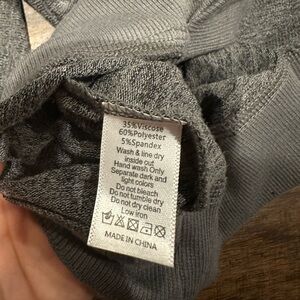 35%Viscose
60%Polyester
5%Spandex
Wash & line dry
inside out
Hand wash Only
Separate dark and
light colors
Do not bleach
Do not tumble dry
Do not dry clean
Low iron
MADE IN CHINA